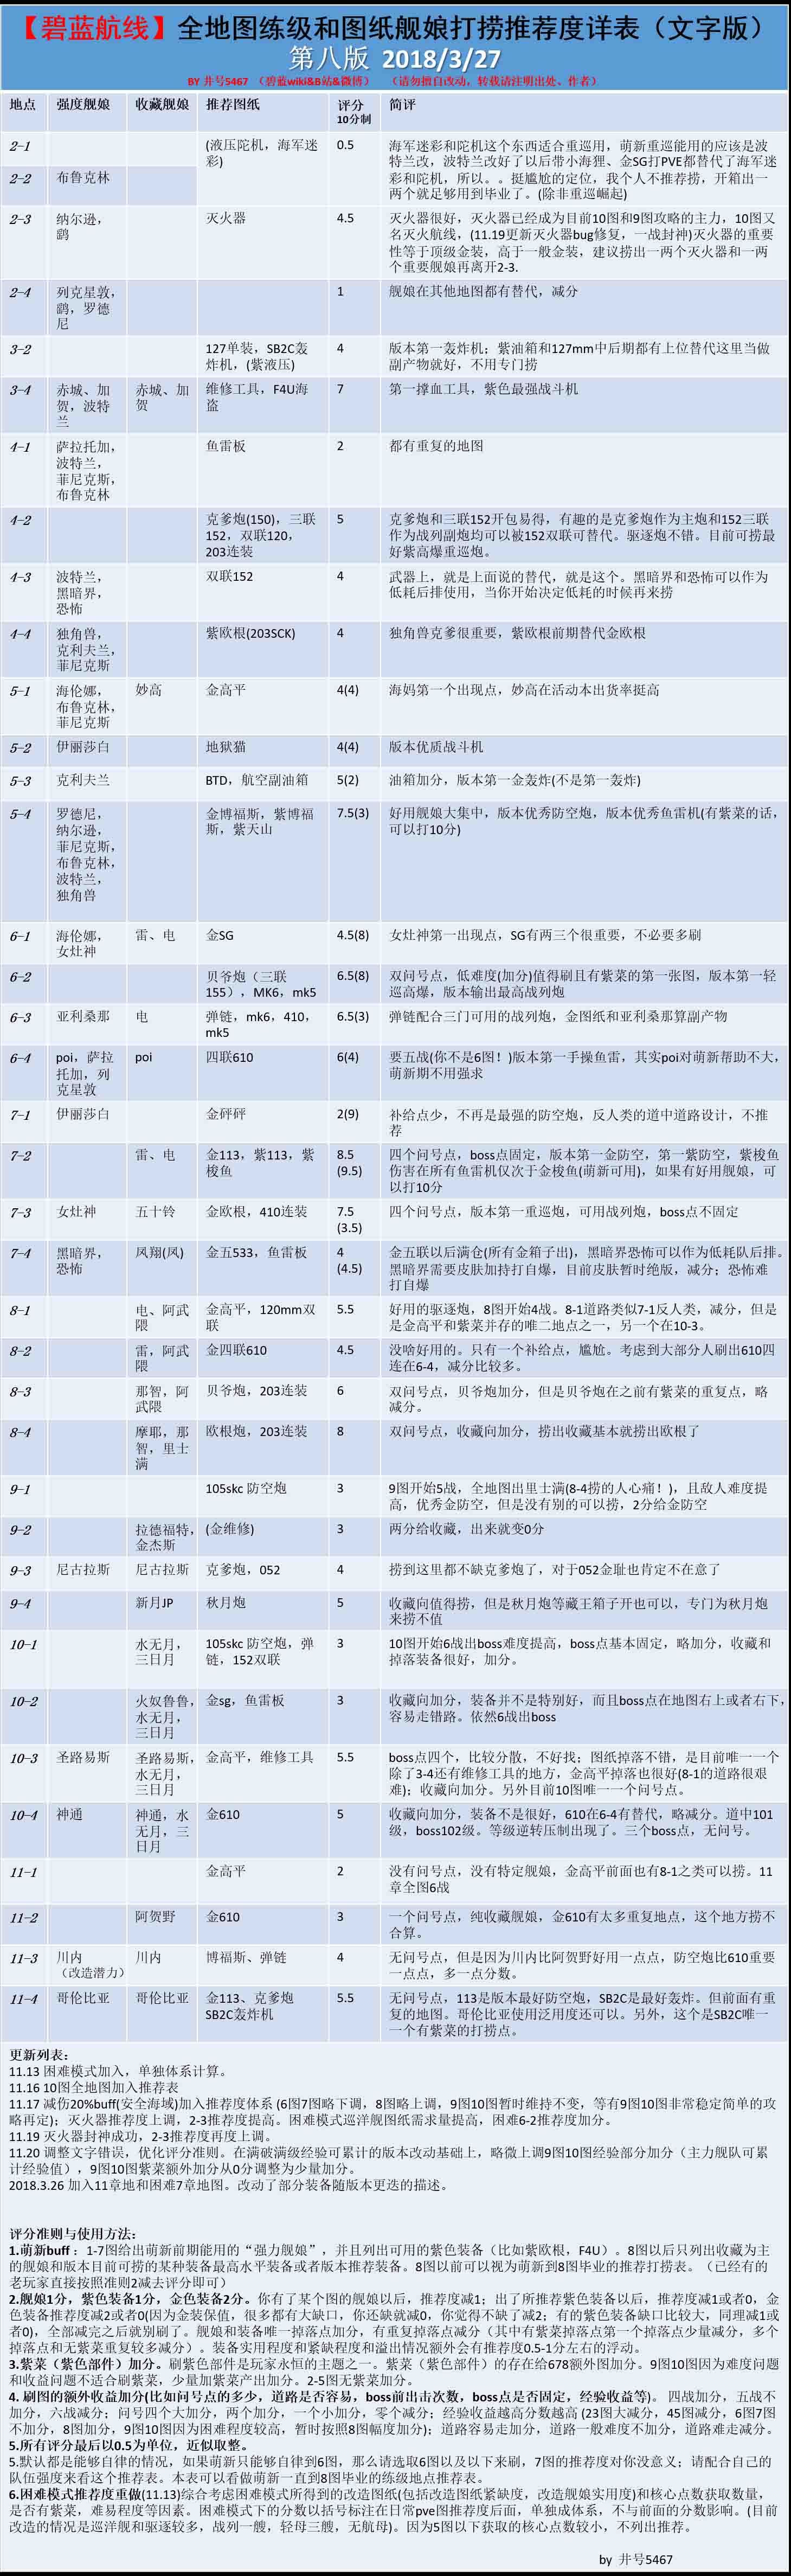 【碧蓝航线】全地图练级和图纸舰娘打捞推荐度详表（文字版）
第八版 2018/3/27
BY 井号5467 （碧蓝wiki&B站&微博） （请勿擅自改动，转载请注明出处、作者）
地点 强度舰娘 收藏舰娘 推荐图纸 评分 简评
10分制
2-1 (液压陀机，海军迷 0.5 海军迷彩和陀机这个东西适合重巡用，萌新重巡能用的应该是波
彩) 特兰改，波特兰改好了以后带小海狸、金SG打PVE都替代了海军迷
2-2 布鲁克林 彩和陀机，所以。。挺尴尬的定位，我个人不推荐捞，开箱出一
两个就足够用到毕业了。(除非重巡崛起)
2-3 纳尔逊， 灭火器 4.5 灭火器很好，灭火器已经成为目前10图和9图攻略的主力，10图又
鹞 名灭火航线，(11.19更新灭火器bug修复，一战封神)灭火器的重要
性等于顶级金装，高于一般金装，建议捞出一两个灭火器和一两
个重要舰娘再离开2-3.
2-4 列克星敦， 1 舰娘在其他地图都有替代，减分
鹞，罗德
尼
3-2 127单装，SB2C轰 4 版本第一轰炸机；紫油箱和127mm中后期都有上位替代这里当做
炸机，(紫液压) 副产物就好，不用专门捞
3-4 赤城、加 赤城、加 维修工具，F4U海 7 第一撑血工具，紫色最强战斗机
贺，波特 贺 盗
兰
4-1 萨拉托加， 鱼雷板 2 都有重复的地图
波特兰，
菲尼克斯，
布鲁克林
4-2 克爹炮(150)，三联 5 克爹炮和三联152开包易得，有趣的是克爹炮作为主炮和152三联
152，双联120， 作为战列副炮均可以被152双联可替代。驱逐炮不错。目前可捞最
203连装 好紫高爆重巡炮。
4-3 波特兰， 双联152 4 武器上，就是上面说的替代，就是这个。黑暗界和恐怖可以作为
黑暗界， 低耗后排使用，当你开始决定低耗的时候再来捞
恐怖
4-4 独角兽， 紫欧根(203SCK) 4 独角兽克爹很重要，紫欧根前期替代金欧根
克利夫兰，
菲尼克斯
5-1 海伦娜， 妙高 金高平 4(4) 海妈第一个出现点，妙高在活动本出货率挺高
布鲁克林，
菲尼克斯
5-2 伊丽莎白 地狱猫 4(4) 版本优质战斗机
5-3 克利夫兰 BTD，航空副油箱 5(2) 油箱加分，版本第一金轰炸(不是第一轰炸)
5-4 罗德尼， 金博福斯，紫博福 7.5(3) 好用舰娘大集中，版本优秀防空炮，版本优秀鱼雷机(有紫菜的话，
纳尔逊， 斯，紫天山 可以打10分)
菲尼克斯，
布鲁克林，
波特兰，
独角兽
6-1 海伦娜， 雷、电 金SG 4.5(8) 女灶神第一出现点，SG有两三个很重要，不必要多刷
女灶神
6-2 贝爷炮（三联 6.5(8) 双问号点，低难度(加分)值得刷且有紫菜的第一张图，版本第一轻
155），MK6，mk5 巡高爆，版本输出最高战列炮
6-3 亚利桑那 电 弹链，mk6，410， 6.5(3) 弹链配合三门可用的战列炮，金图纸和亚利桑那算副产物
mk5
6-4 poi，萨拉 poi 四联610 6(4) 要五战(你不是6图！)版本第一手操鱼雷，其实poi对萌新帮助不大，
托加，列 萌新期不用强求
克星敦
7-1 伊丽莎白 金砰砰 2(9) 补给点少，不再是最强的防空炮，反人类的道中道路设计，不推
荐
7-2 雷、电 金113，紫113，紫 8.5 四个问号点，boss点固定，版本第一金防空，第一紫防空，紫梭鱼
梭鱼 (9.5) 伤害在所有鱼雷机仅次于金梭鱼(萌新可用)，如果有好用舰娘，可
以打10分
7-3 女灶神 五十铃 金欧根，410连装 7.5 四个问号点，版本第一重巡炮，可用战列炮，boss点不固定
(3.5)
7-4 黑暗界， 凤翔(风) 金五533，鱼雷板 4 金五联以后满仓(所有金箱子出)，黑暗界恐怖可以作为低耗队后排。
恐怖 (4.5) 黑暗界需要皮肤加持打自爆，目前皮肤暂时绝版，减分；恐怖难
打自爆
8-1 电、阿武 金高平，120mm双 5.5 好用的驱逐炮，8图开始4战。8-1道路类似7-1反人类，减分，但是
隈 联 是金高平和紫菜并存的唯二地点之一，另一个在10-3。
8-2 雷，阿武 金四联610 4.5 没啥好用的。只有一个补给点，尴尬。考虑到大部分人刷出610四
隈 连在6-4，减分比较多。
8-3 那智，阿 贝爷炮，203连装 6 双问号点，贝爷炮加分，但是贝爷炮在之前有紫菜的重复点，略
武隈 减分。
8-4 摩耶，那 欧根炮，203连装 8 双问号点，收藏向加分，捞出收藏基本就捞出欧根了
智，里士
满
9-1 105skc 防空炮 3 9图开始5战，全地图出里士满(8-4捞的人心痛！)，且敌人难度提
高，优秀金防空，但是没有别的可以捞，2分给金防空
9-2 拉德福特， (金维修) 3 两分给收藏，出来就变0分
金杰斯
9-3 尼古拉斯 尼古拉斯 克爹炮，052 4 捞到这里都不缺克爹炮了，对于052金耻也肯定不在意了
9-4 新月JP 秋月炮 5 收藏向值得捞，但是秋月炮等藏王箱子开也可以，专门为秋月炮
来捞不值
10-1 水无月， 105skc 防空炮，弹 3 10图开始6战出boss难度提高，boss点基本固定，略加分，收藏和
三日月 链，152双联 掉落装备很好，加分。
10-2 火奴鲁鲁， 金sg，鱼雷板 3 收藏向加分，装备并不是特别好，而且boss点在地图右上或者右下，
水无月， 容易走错路。依然6战出boss
三日月
10-3 圣路易斯 圣路易斯， 金高平，维修工具 5.5 boss点四个，比较分散，不好找；图纸掉落不错，是目前唯一一个
水无月， 除了3-4还有维修工具的地方，金高平掉落也很好(8-1的道路很艰
三日月 难)；收藏向加分。另外目前10图唯一一个问号点。
10-4 神通 神通，水 金610 5 收藏向加分，装备不是很好，610在6-4有替代，略减分。道中101
无月，三 级，boss102级。等级逆转压制出现了。三个boss点，无问号。
日月
11-1 金高平 2 没有问号点，没有特定舰娘，金高平前面也有8-1之类可以捞。11
章全图6战
11-2 阿贺野 金610 3 一个问号点，纯收藏舰娘，金610有太多重复地点，这个地方捞不
合算。
11-3 川内 川内 博福斯、弹链 4 无问号点，但是因为川内比阿贺野好用一点点，防空炮比610重要
（改造潜力） 一点点，多一点分数。
11-4 哥伦比亚 哥伦比亚 金113、克爹炮 5.5 无问号点，113是版本最好防空炮，SB2C是最好轰炸。但前面有重
SB2C轰炸机 复的地图。哥伦比亚使用泛用度还可以。另外，这个是SB2C唯一
一个有紫菜的打捞点。
更新列表：
11.13 困难模式加入，单独体系计算。
11.16 10图全地图加入推荐表
11.17 减伤20%buff(安全海域)加入推荐度体系 (6图7图略下调，8图略上调，9图10图暂时维持不变，等有9图10图非常稳定简单的攻
略再定)；灭火器推荐度上调，2-3推荐度提高。困难模式巡洋舰图纸需求量提高，困难6-2推荐度加分。
11.19 灭火器封神成功，2-3推荐度再度上调。
11.20 调整文字错误，优化评分准则。在满破满级经验可累计的版本改动基础上，略微上调9图10图经验部分加分（主力舰队可累
计经验值），9图10图紫菜额外加分从0分调整为少量加分。
2018.3.26 加入11章地和困难7章地图。改动了部分装备随版本更迭的描述。
评分准则与使用方法：
1.萌新buff ：1-7图给出萌新前期能用的“强力舰娘”，并且列出可用的紫色装备（比如紫欧根，F4U）。8图以后只列出收藏为主
的舰娘和版本目前可捞的某种装备最高水平装备或者版本推荐装备。8图以前可以视为萌新到8图毕业的推荐打捞表。（已经有的
老玩家直接按照准则2减去评分即可）
2.舰娘1分，紫色装备1分，金色装备2分。你有了某个图的舰娘以后，推荐度减1；出了所推荐紫色装备以后，推荐度减1或者0，金
色装备推荐度减2或者0(因为金装保值，很多都有大缺口，你还缺就减0，你觉得不缺了减2；有的紫色装备缺口比较大，同理减1或
者0)，全部减完之后就别刷了。舰娘和装备唯一掉落点加分，有重复掉落点减分（其中有紫菜掉落点第一个掉落点少量减分，多个
掉落点和无紫菜重复较多减分）。装备实用程度和紧缺程度和溢出情况额外会有推荐度0.5-1分左右的浮动。
3.紫菜（紫色部件）加分。刷紫色部件是玩家永恒的主题之一。紫菜（紫色部件）的存在给678额外图加分。9图10图因为难度问题
和收益问题不适合刷紫菜，少量加紫菜产出加分。2-5图无紫菜加分。
4. 刷图的额外收益加分(比如问号点的多少，道路是否容易，boss前出击次数，boss点是否固定，经验收益等)。 四战加分，五战不
加分，六战减分；问号四个大加分，两个加分，一个小加分，零个减分；经验收益越高分数越高 (23图大减分，45图减分，6图7图
不加分，8图加分，9图10图因为困难程度较高，暂时按照8图幅度加分)；道路容易走加分，道路一般难度不加分，道路难走减分。
5.所有评分最后以0.5为单位，近似取整。
5.默认都是能够自律的情况，如果萌新只能够自律到6图，那么请选取6图以及以下来刷，7图的推荐度对你没意义；请配合自己的
队伍强度来看这个推荐表。本表可以看做萌新一直到8图毕业的练级地点推荐表。
6.困难模式推荐度重做(11.13)综合考虑困难模式所得到的改造图纸(包括改造图纸紧缺度，改造舰娘实用度)和核心点数获取数量，
是否有紫菜，难易程度等因素。困难模式下的分数以括号标注在日常pve图推荐度后面，单独成体系，不与前面的分数影响。(目前
改造的情况是巡洋舰和驱逐较多，战列一艘，轻母三艘，无航母)。因为5图以下获取的核心点数较小，不列出推荐。
by 井号5467